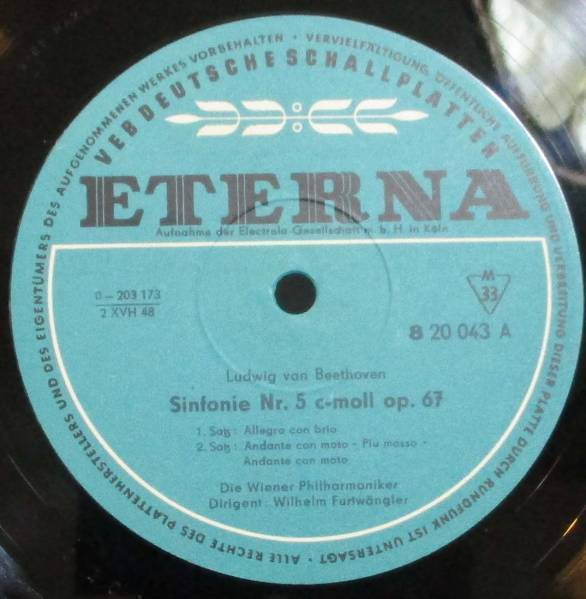 ALLE RECHTE DES PLATTENHERSTELLERS UND DES EIGENTÜMERS DES AUFGENOMMENEN WERKES VORBEHALTEN · VERVIELFÄLTIGUNG, ÖFFENTLICHE AUFFÜHRUNG UND VERBREITUNG DIESER PLATTE DURCH RUNDFUNK IST UNTERSAGT ·
VEB DEUTSCHE SCHALLPLATTEN
ETERNA
Aufnahme der Electrola Gesellschaft m. b. H. in Köln
0-203 173
2 XVH 48
M
33
8 20 043 A
Ludwig van Beethoven
Sinfonie Nr. 5 c-moll op. 67
1. Satz: Allegro con brio
2. Satz: Andante con moto - Piu mosso -
Andante con moto
Die Wiener Philharmoniker
Dirigent: Wilhelm Furtwängler